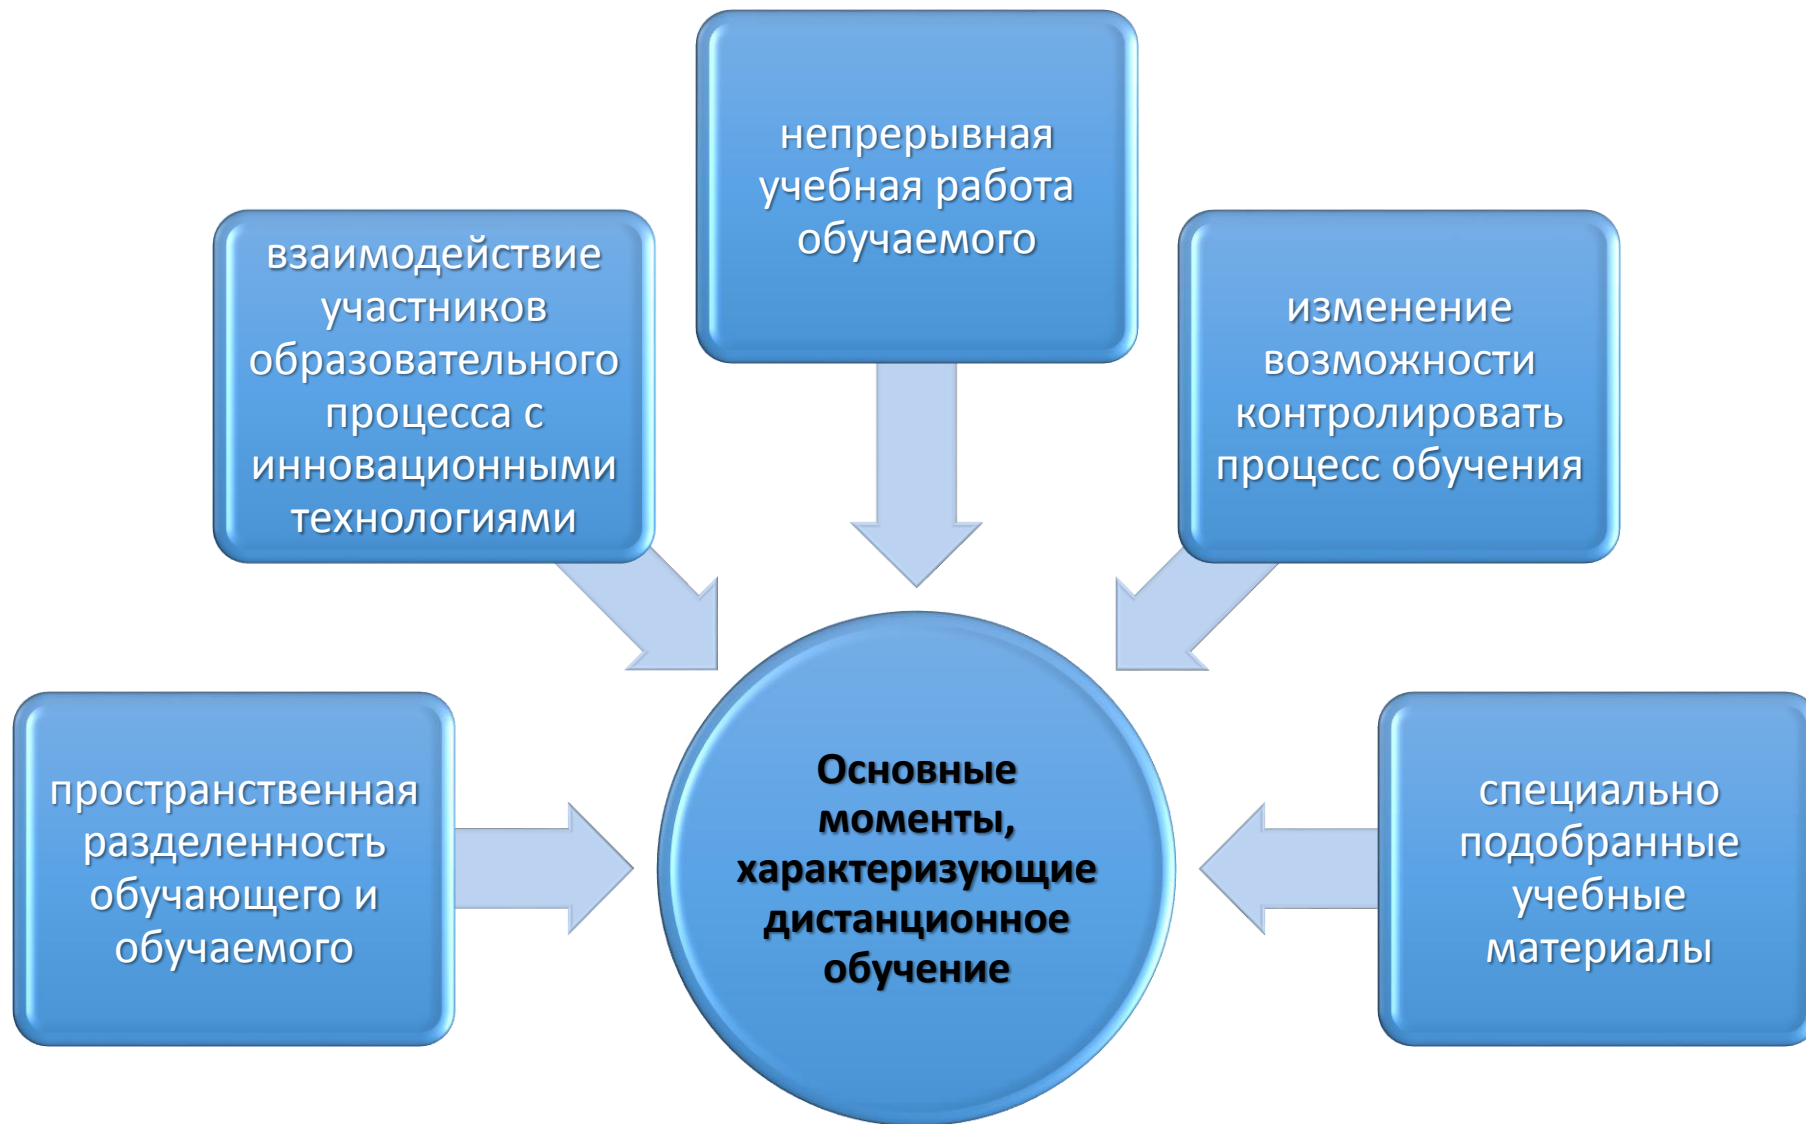 непрерывная
учебная работа
обучаемого
взаимодействие
участников
образовательного
процесса с
инновационными
технологиями
изменение
возможности
контролировать
процесс обучения
пространственная
разделенность
обучающего и
обучаемого
Основные
моменты,
характеризующие
дистанционное
обучение
специально
подобранные
учебные
материалы